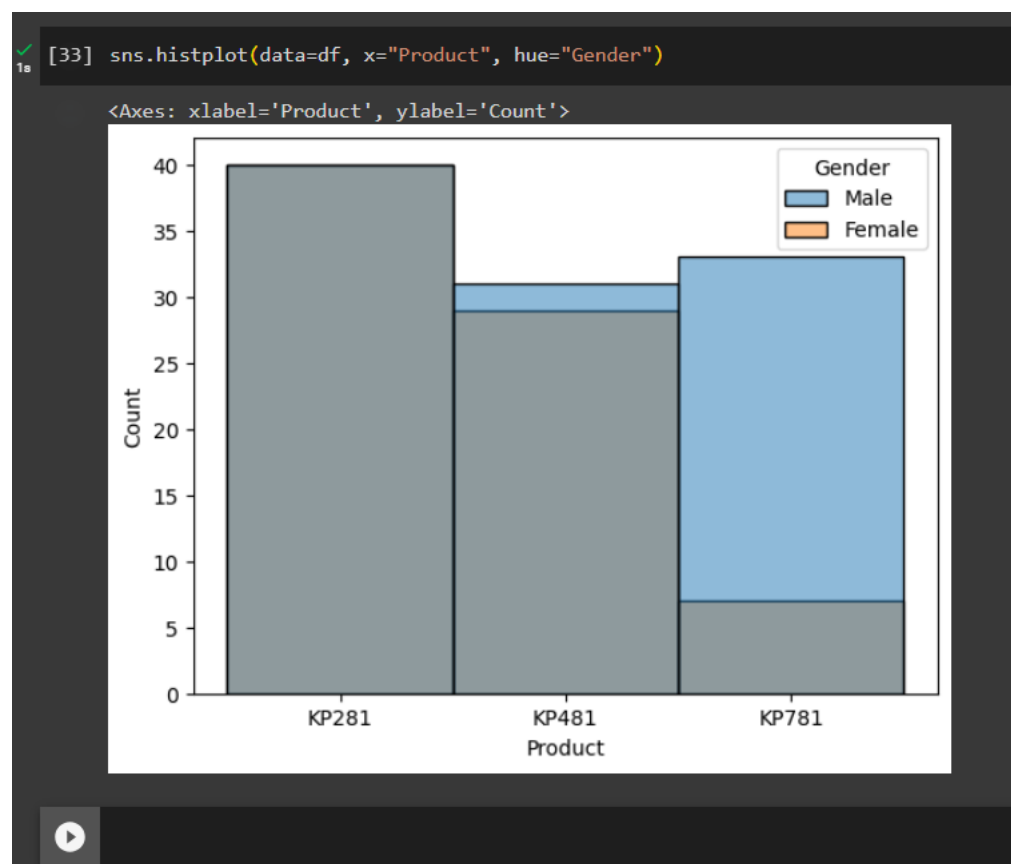 [33] sns.histplot(data=df, x="Product", hue="Gender")
1s
<Axes: xlabel='Product', ylabel='Count'>
Gender
Male
Female
40
35
30
25
20
15
10
5
0
Count
KP281 KP481 KP781
Product